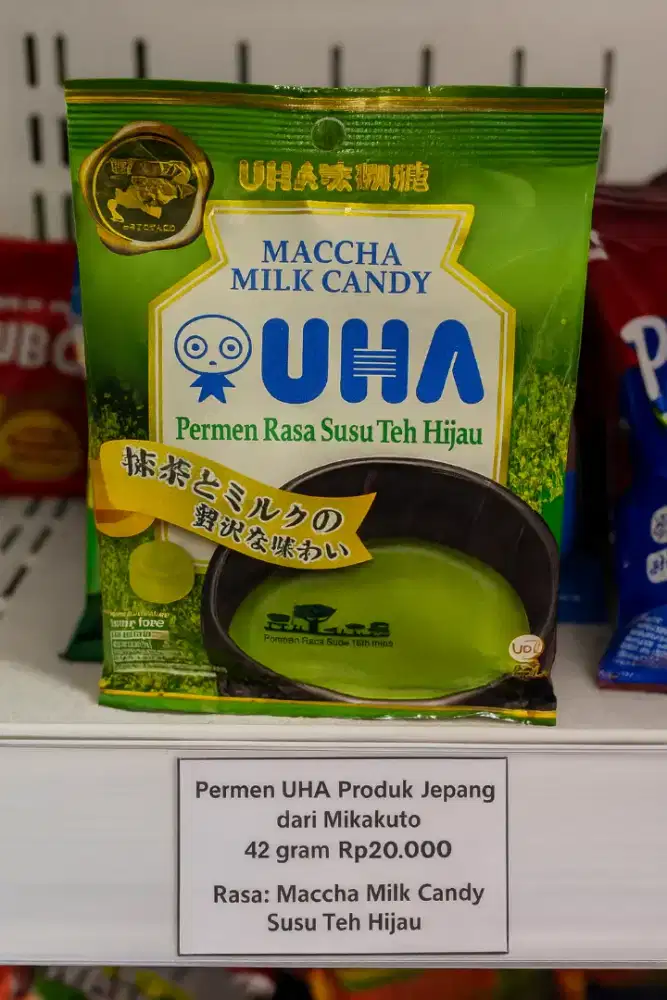 UHA味覚糖
MACCHA
MILK CANDY
UHA
Permen Rasa Susu Teh Hijau
抹茶とミルクの
贅沢な味わい
Permen UHA Produk Jepang
dari Mikakuto
42 gram Rp20.000
Rasa: Maccha Milk Candy
Susu Teh Hijau